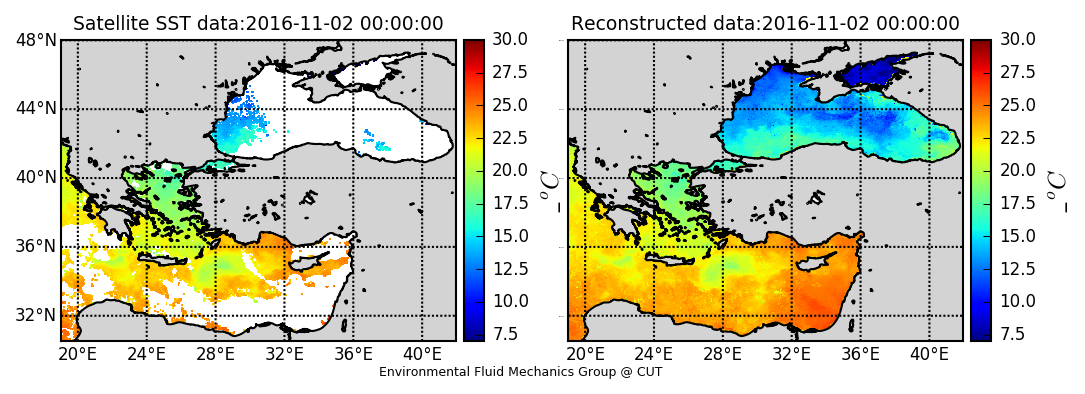 Satellite SST data:2016-11-02 00:00:00
Reconstructed data:2016-11-02 00:00:00
48°N
44°N
40°N
36°N
32°N
20°E 24°E 28°E 32°E 36°E 40°E
30.0
27.5
25.0
22.5
20.0
17.5
15.0
12.5
10.0
7.5
_ °C
20°E 24°E 28°E 32°E 36°E 40°E
30.0
27.5
25.0
22.5
20.0
17.5
15.0
12.5
10.0
7.5
_ °C
Environmental Fluid Mechanics Group @ CUT